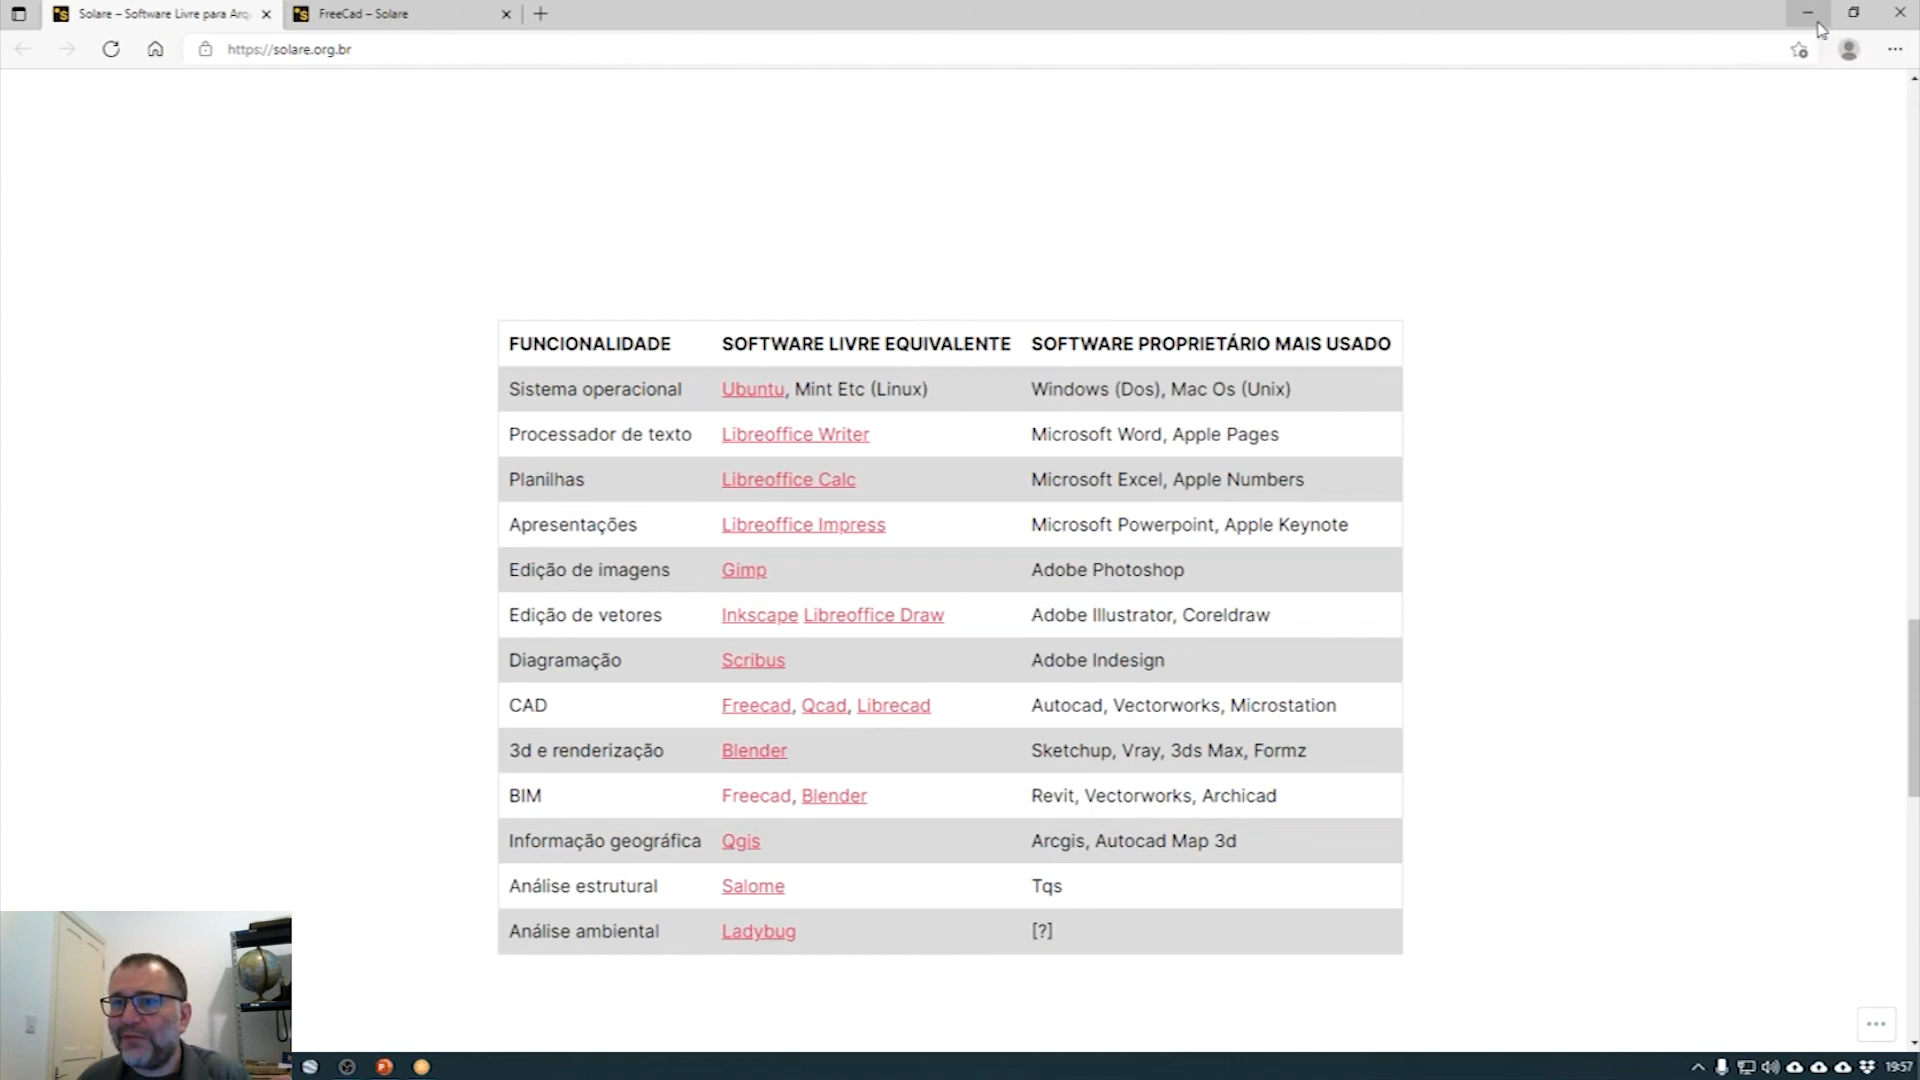 Solare – Software Livre para Arq
FreeCad – Solare
https://solare.org.br
FUNCIONALIDADE SOFTWARE LIVRE EQUIVALENTE SOFTWARE PROPRIETÁRIO MAIS USADO
Sistema operacional Ubuntu, Mint Etc (Linux) Windows (Dos), Mac Os (Unix)
Processador de texto Libreoffice Writer Microsoft Word, Apple Pages
Planilhas Libreoffice Calc Microsoft Excel, Apple Numbers
Apresentações Libreoffice Impress Microsoft Powerpoint, Apple Keynote
Edição de imagens Gimp Adobe Photoshop
Edição de vetores Inkscape Libreoffice Draw Adobe Illustrator, Coreldraw
Diagramação Scribus Adobe Indesign
CAD Freecad, Qcad, Librecad Autocad, Vectorworks, Microstation
3d e renderização Blender Sketchup, Vray, 3ds Max, Formz
BIM Freecad, Blender Revit, Vectorworks, Archicad
Informação geográfica Qgis Arcgis, Autocad Map 3d
Análise estrutural Salome Tqs
Análise ambiental Ladybug [?]
19:57